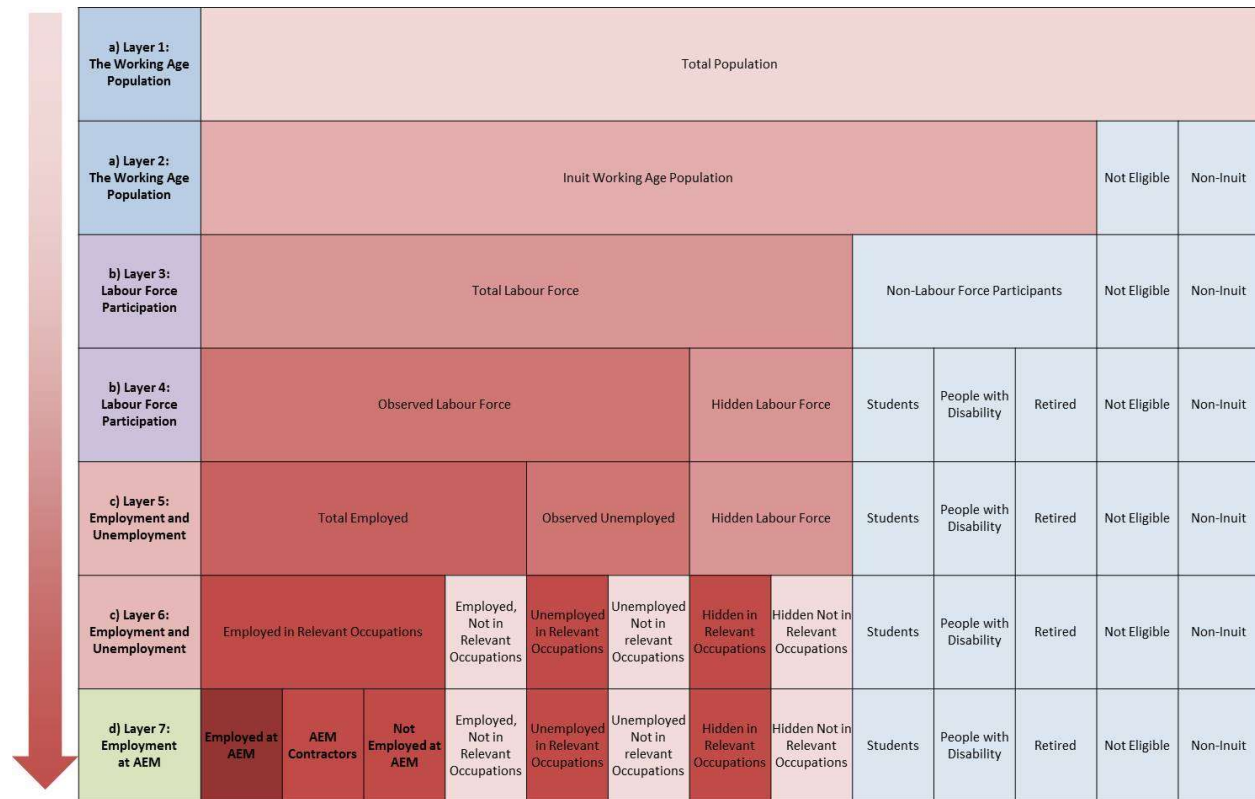 a) Layer 1:
The Working Age
Population
Total Population
a) Layer 2:
The Working Age
Population
Inuit Working Age Population
Not Eligible
Non-Inuit
b) Layer 3:
Labour Force
Participation
Total Labour Force
Non-Labour Force Participants
Not Eligible
Non-Inuit
b) Layer 4:
Labour Force
Participation
Observed Labour Force
Hidden Labour Force
Students
People with
Disability
Retired
Not Eligible
Non-Inuit
c) Layer 5:
Employment and
Unemployment
Total Employed
Observed Unemployed
Hidden Labour Force
Students
People with
Disability
Retired
Not Eligible
Non-Inuit
c) Layer 6:
Employment and
Unemployment
Employed in Relevant Occupations
Employed,
Not in
Relevant
Occupations
Unemployed
in Relevant
Occupations
Unemployed
Not in
relevant
Occupations
Hidden in
Relevant
Occupations
Hidden Not in
Relevant
Occupations
Students
People with
Disability
Retired
Not Eligible
Non-Inuit
d) Layer 7:
Employment
at AEM
Employed at
AEM
AEM
Contractors
Not
Employed at
AEM
Employed,
Not in
Relevant
Occupations
Unemployed
in Relevant
Occupations
Unemployed
Not in
relevant
Occupations
Hidden in
Relevant
Occupations
Hidden Not in
Relevant
Occupations
Students
People with
Disability
Retired
Not Eligible
Non-Inuit